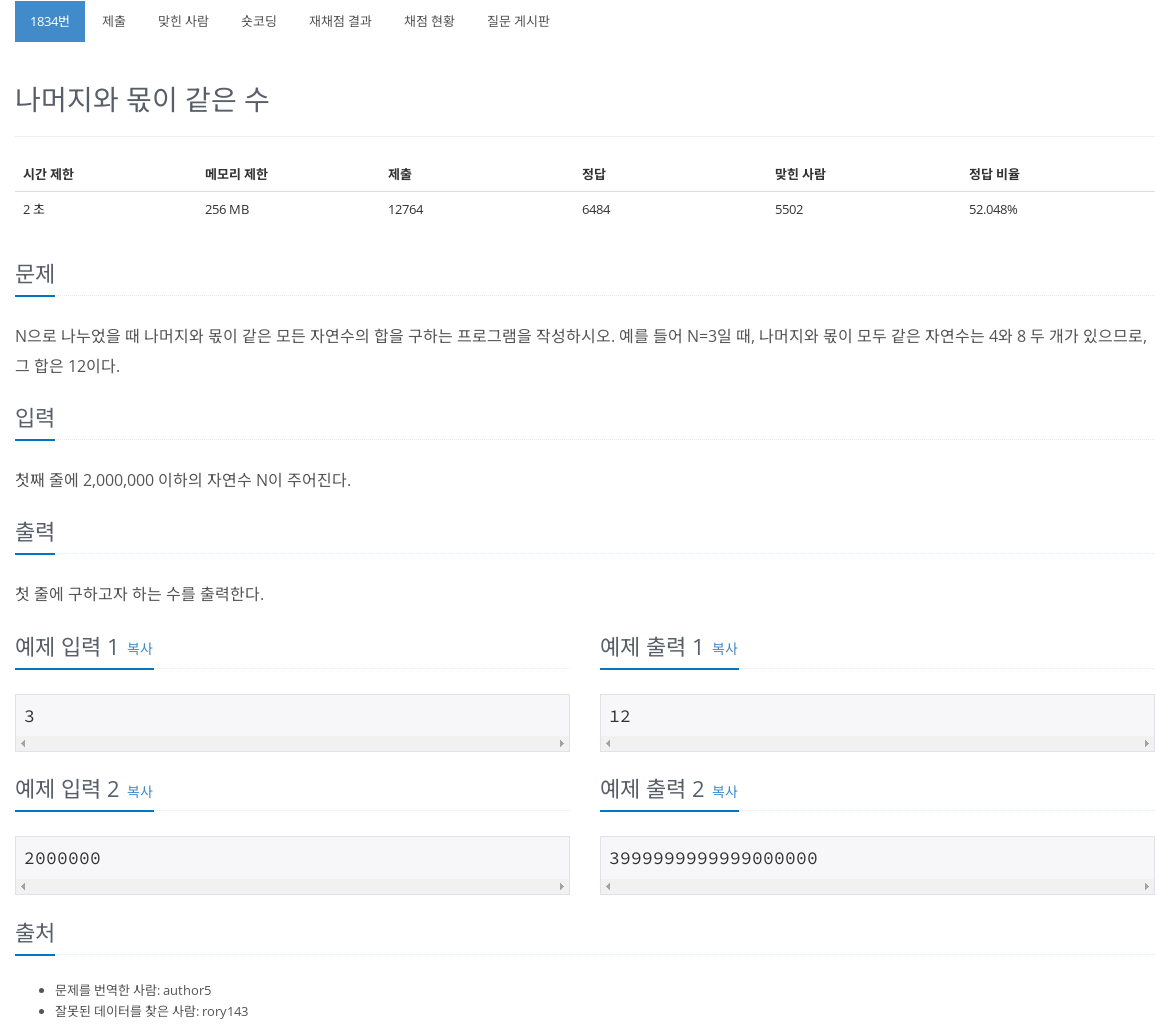 1834번 제출 맞힌 사람 숏코딩 재채점 결과 채점 현황 질문 게시판
나머지와 몫이 같은 수
시간 제한 메모리 제한 제출 정답 맞힌 사람 정답 비율
2 초 256 MB 12764 6484 5502 52.048%
문제
N으로 나누었을 때 나머지와 몫이 같은 모든 자연수의 합을 구하는 프로그램을 작성하시오. 예를 들어 N=3일 때, 나머지와 몫이 모두 같은 자연수는 4와 8 두 개가 있으므로,
그 합은 12이다.
입력
첫째 줄에 2,000,000 이하의 자연수 N이 주어진다.
출력
첫 줄에 구하고자 하는 수를 출력한다.
예제 입력 1 복사
3
예제 출력 1 복사
12
예제 입력 2 복사
2000000
예제 출력 2 복사
3999999999999000000
출처
문제를 번역한 사람: author5
잘못된 데이터를 찾은 사람: rory143